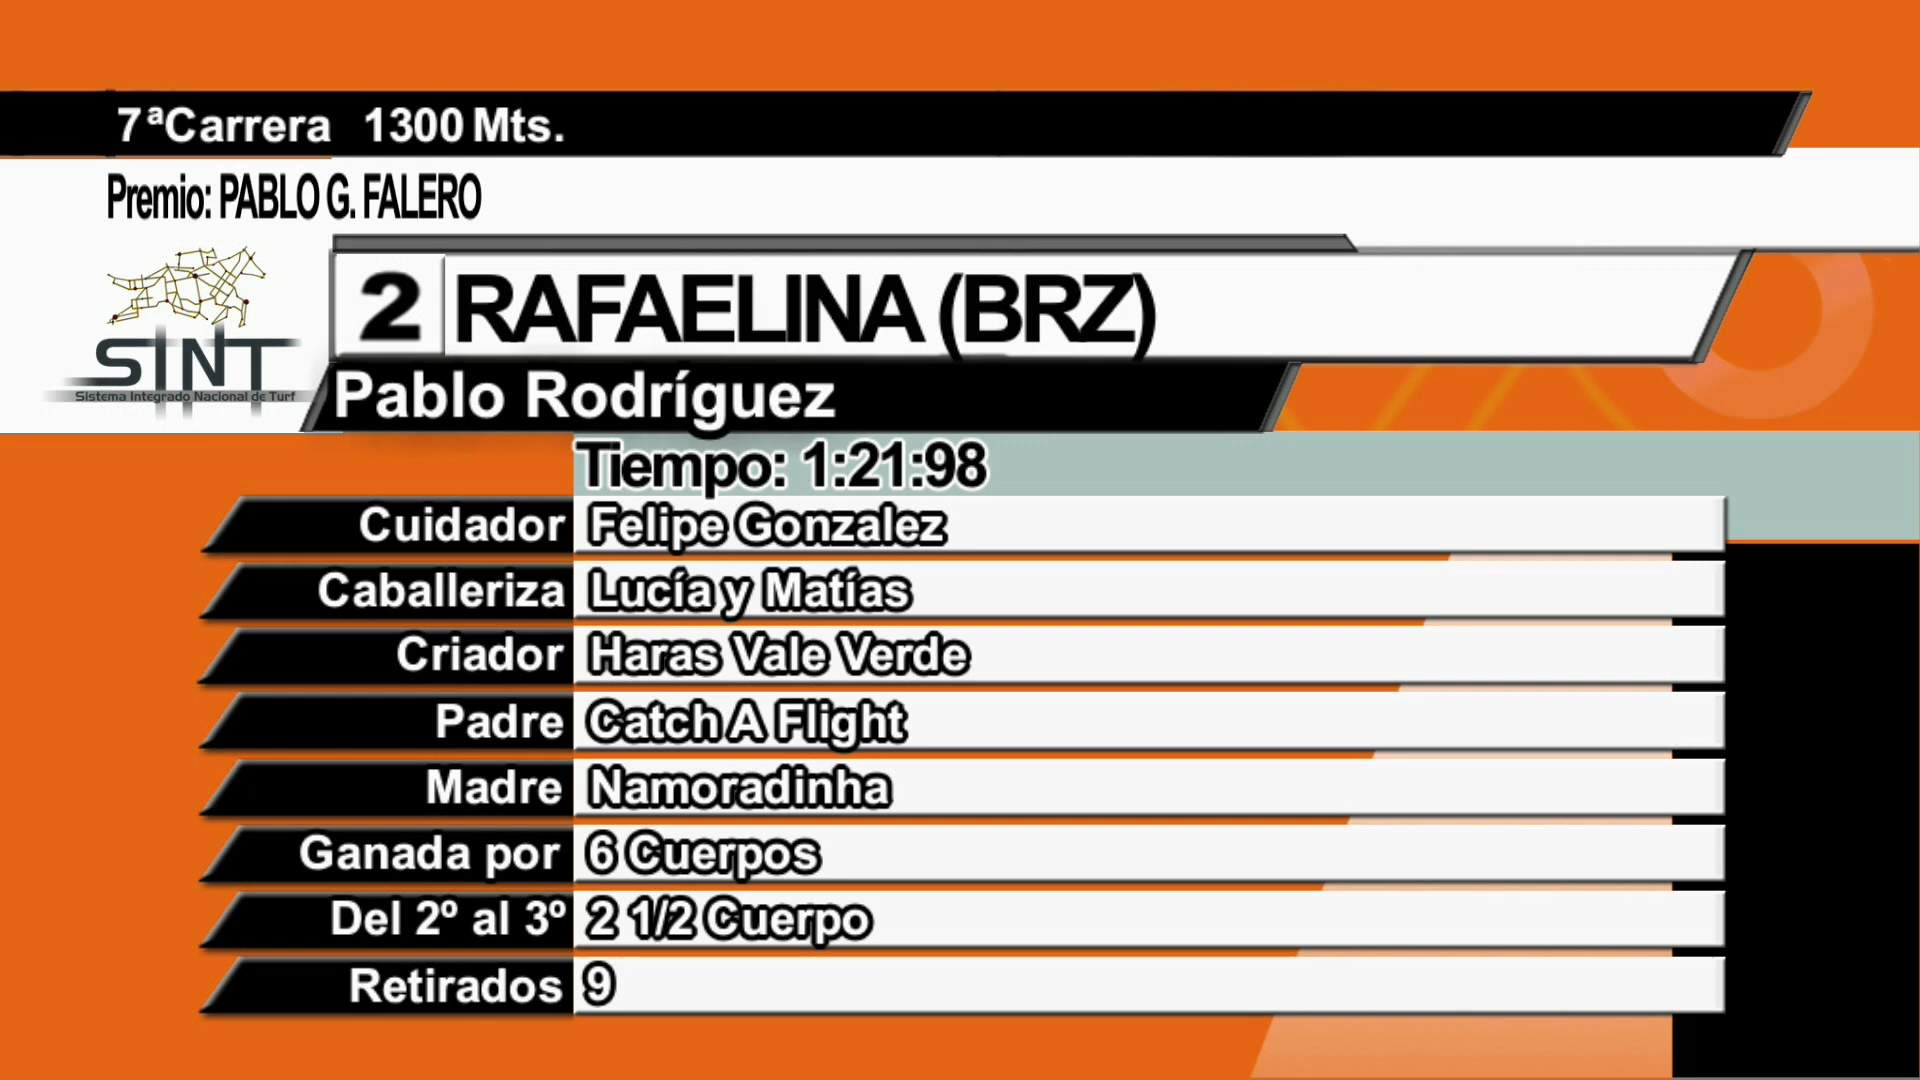 7ªCarrera 1300 Mts.
Premio: PABLO G. FALERO
2 RAFAELINA (BRZ)
SINT
Sistema Integrado Nacional de Turf
Pablo Rodríguez
Tiempo: 1:21:98
Cuidador Felipe Gonzalez
Caballeriza Lucía y Matías
Criador Haras Vale Verde
Padre Catch A Flight
Madre Namoradinha
Ganada por 6 Cuerpos
Del 2º al 3º 2 1/2 Cuerpo
Retirados 9